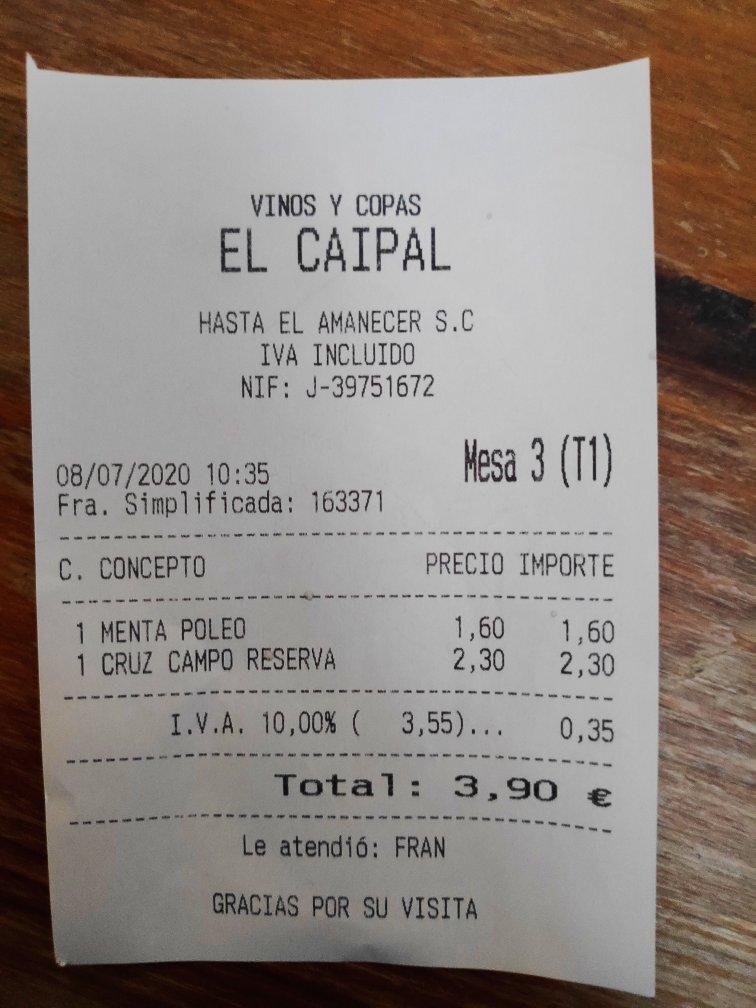 VINOS Y COPAS
EL CAIPAL
HASTA EL AMANECER S.C
IVA INCLUIDO
NIF: J-39751672
Mesa 3 (T1)
08/07/2020 10:35
Fra. Simplificada: 163371
C. CONCEPTO PRECIO IMPORTE
1 MENTA POLEO 1,60 1,60
1 CRUZ CAMPO RESERVA 2,30 2,30
I.V.A. 10,00% ( 3,55)... 0,35
Total: 3,90 €
Le atendió: FRAN
GRACIAS POR SU VISITA